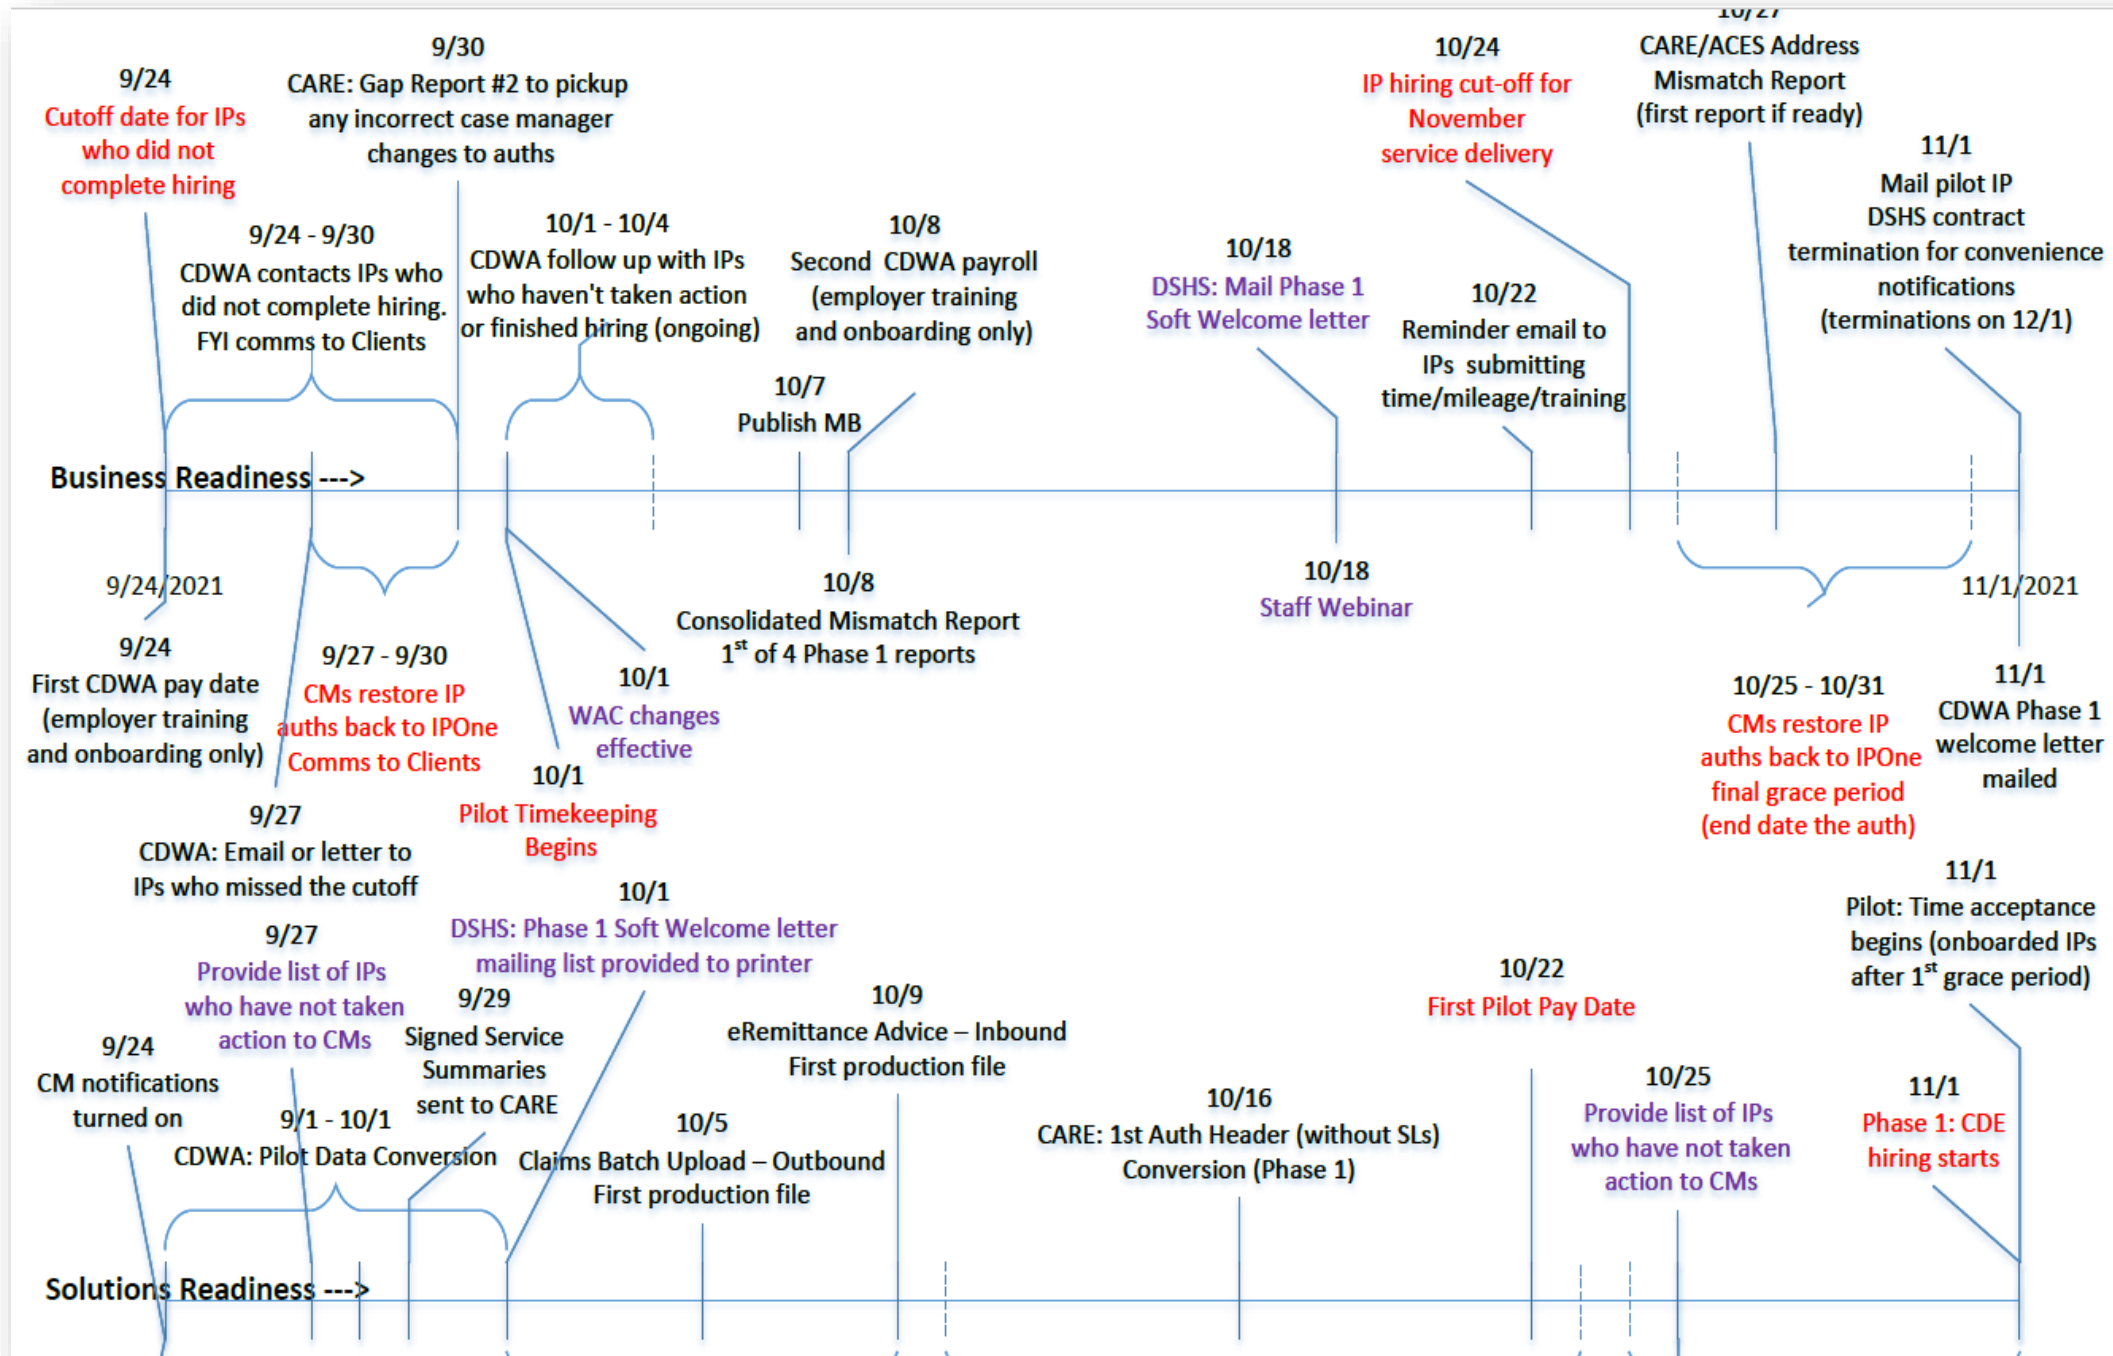 10/27
CARE/ACES Address
Mismatch Report
(first report if ready)
9/30
CARE: Gap Report #2 to pickup
any incorrect case manager
changes to auths
10/24
IP hiring cut-off for
November
service delivery
9/24
Cutoff date for IPs
who did not
complete hiring
11/1
Mail pilot IP
DSHS contract
termination for convenience
notifications
(terminations on 12/1)
9/24 - 9/30
CDWA contacts IPs who
did not complete hiring.
FYI comms to Clients
10/1 - 10/4
CDWA follow up with IPs
who haven't taken action
or finished hiring (ongoing)
10/8
Second  CDWA payroll
(employer training
and onboarding only)
10/18
DSHS: Mail Phase 1
Soft Welcome letter
10/22
Reminder email to
IPs  submitting
time/mileage/training
10/7
Publish MB
Business Readiness --->
9/24/2021
11/1/2021
9/24
First CDWA pay date
(employer training
and onboarding only)
9/27 - 9/30
CMs restore IP
auths back to IPOne
Comms to Clients
10/1
WAC changes
effective
10/8
Consolidated Mismatch Report
1st of 4 Phase 1 reports
10/18
Staff Webinar
10/25 - 10/31
CMs restore IP
auths back to IPOne
final grace period
(end date the auth)
11/1
CDWA Phase 1
welcome letter
mailed
10/1
Pilot Timekeeping
Begins
9/27
CDWA: Email or letter to
IPs who missed the cutoff
10/1
DSHS: Phase 1 Soft Welcome letter
mailing list provided to printer
11/1
Pilot: Time acceptance
begins (onboarded IPs
after 1st grace period)
9/27
Provide list of IPs
who have not taken
action to CMs
9/29
Signed Service
Summaries
sent to CARE
10/9
eRemittance Advice – Inbound
First production file
10/22
First Pilot Pay Date
9/24
CM notifications
turned on
9/1 - 10/1
CDWA: Pilot Data Conversion
10/5
Claims Batch Upload – Outbound
First production file
10/16
CARE: 1st Auth Header (without SLs)
Conversion (Phase 1)
10/25
Provide list of IPs
who have not taken
action to CMs
11/1
Phase 1: CDE
hiring starts
Solutions Readiness --->